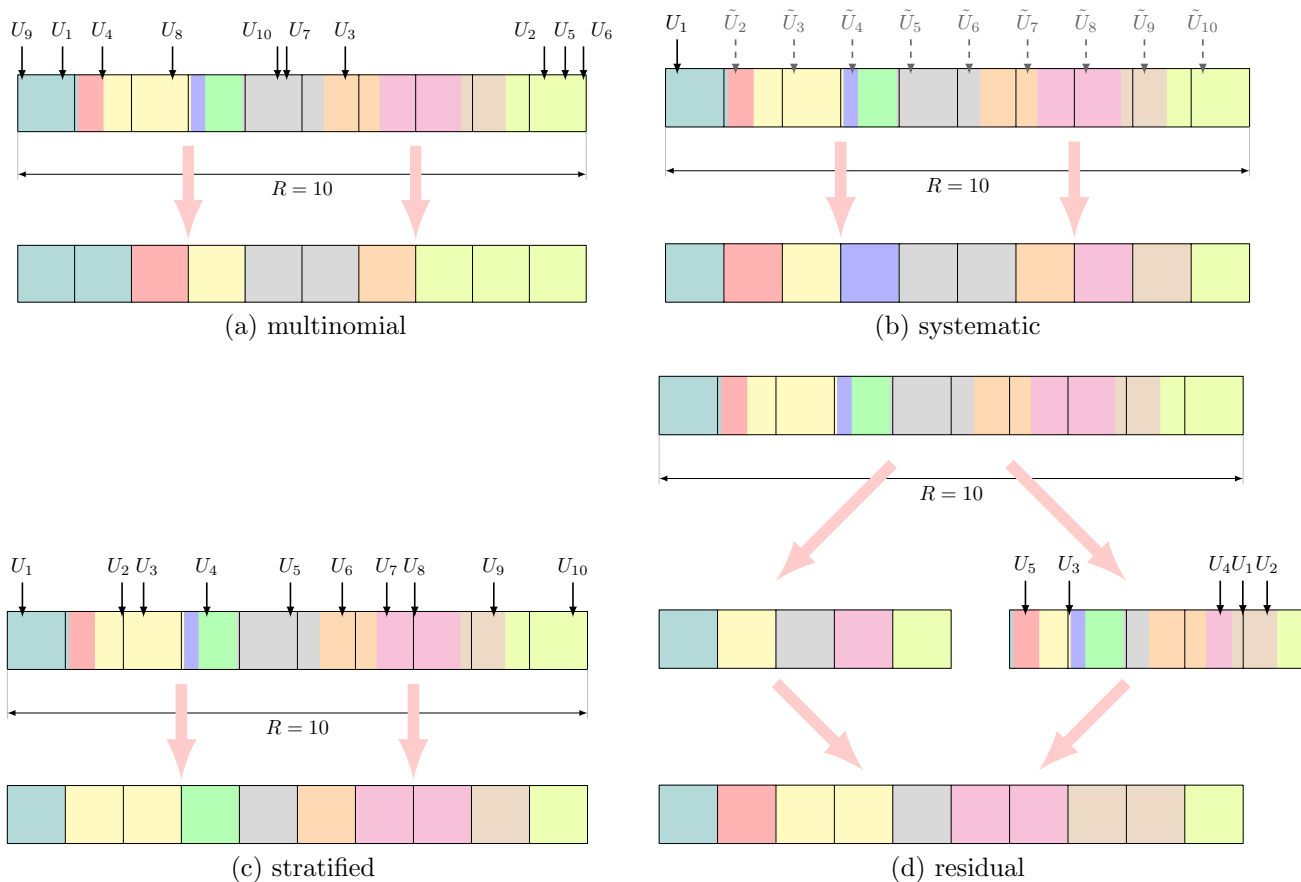 U₉ U₁ U₄ U₈ U₁₀ U₇ U₃ U₂ U₅ U₆
R = 10
(a) multinomial
U₁ Ũ₂ Ũ₃ Ũ₄ Ũ₅ Ũ₆ Ũ₇ Ũ₈ Ũ₉ Ũ₁₀
R = 10
(b) systematic
U₁ U₂ U₃ U₄ U₅ U₆ U₇ U₈ U₉ U₁₀
R = 10
(c) stratified
R = 10
U₅ U₃ U₄ U₁ U₂
(d) residual